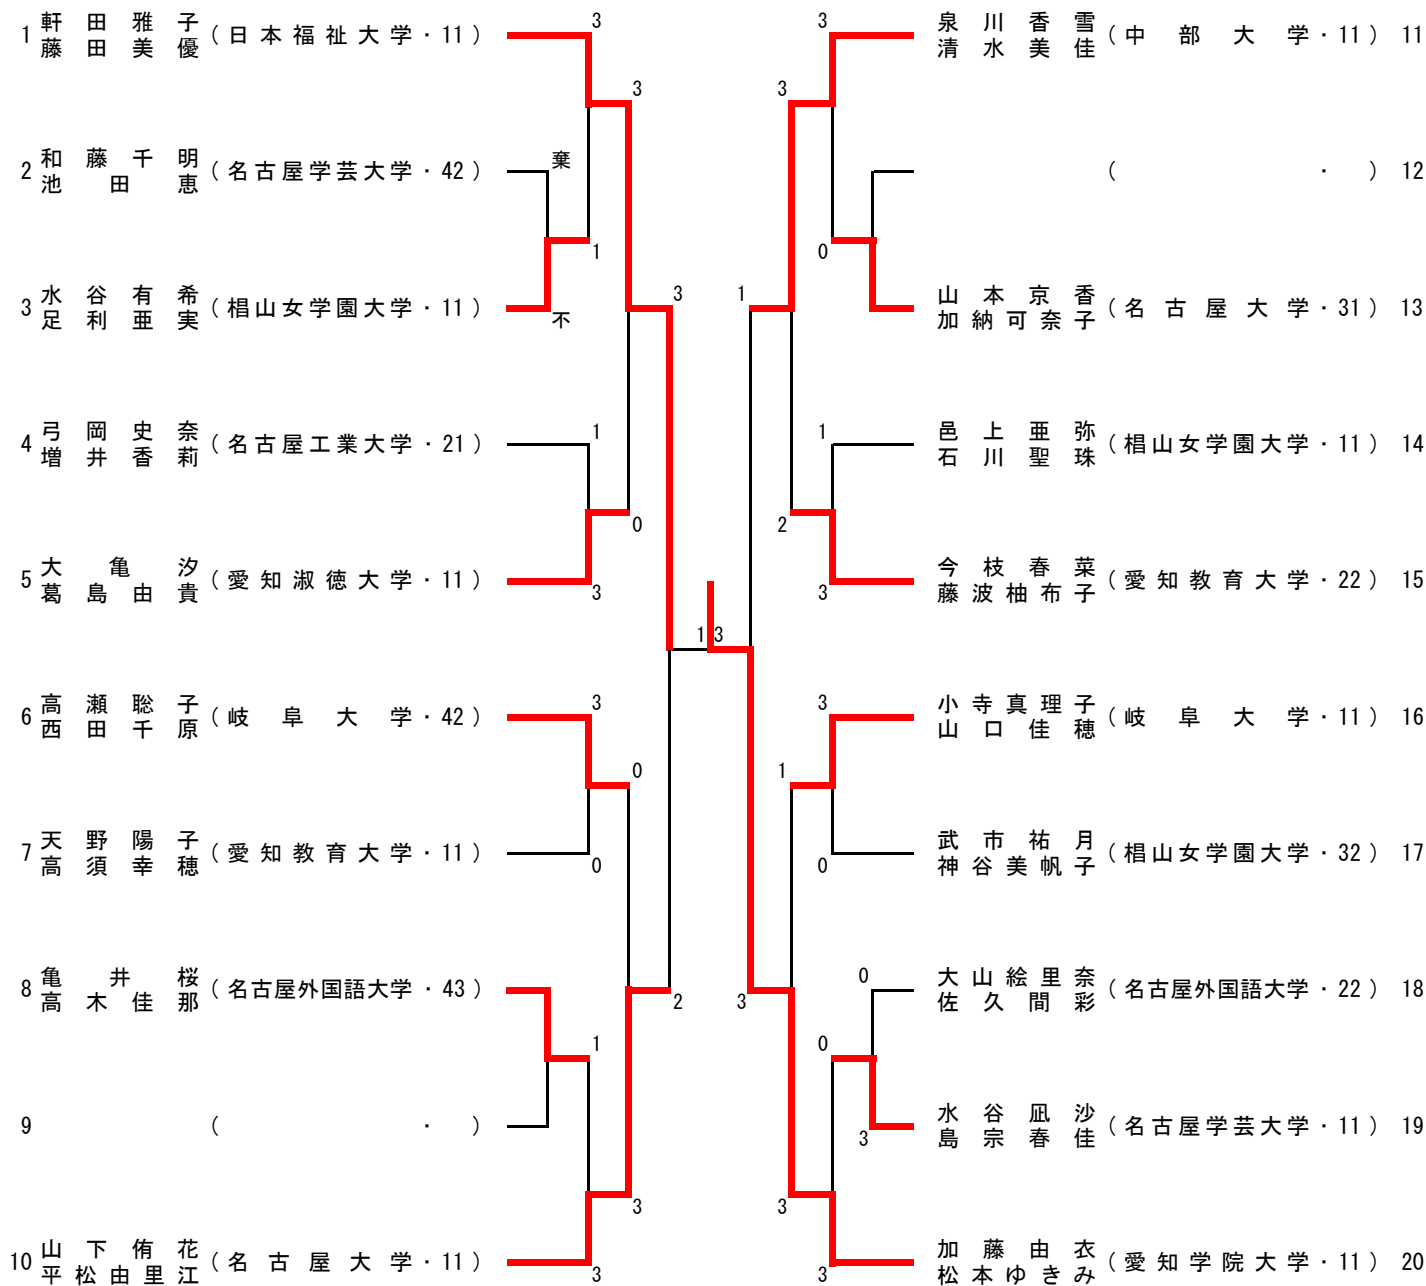 1 軒田雅子 藤田美優 (日本福祉大学・11)
2 和藤千明 池田恵 (名古屋学芸大学・42)
3 水谷有希 足利亜実 (椙山女学園大学・11)
4 弓岡史奈 増井香莉 (名古屋工業大学・21)
5 大亀汐 葛島由貴 (愛知淑徳大学・11)
6 高瀬聡子 西田千原 (岐阜大学・42)
7 天野陽子 高須幸穂 (愛知教育大学・11)
8 亀井桜 高木佳那 (名古屋外国語大学・43)
9 ( ・ )
10 山下侑花 平松由里江 (名古屋大学・11)
3
3
棄
1
不
3
1
0
3
3
0
0
1
2
3
3
1 3
3
3
0
1
1
2
3
3
1
0
0
3
0
3
3
3
泉川香雪 清水美佳 (中部大学・11) 11
( ・ ) 12
山本京香 加納可奈子 (名古屋大学・31) 13
邑上亜弥 石川聖珠 (椙山女学園大学・11) 14
今枝春菜 藤波柚布子 (愛知教育大学・22) 15
小寺真理子 山口佳穂 (岐阜大学・11) 16
武市祐月 神谷美帆子 (椙山女学園大学・32) 17
大山絵里奈 佐久間彩 (名古屋外国語大学・22) 18
水谷凪沙 島宗春佳 (名古屋学芸大学・11) 19
加藤由衣 松本ゆきみ (愛知学院大学・11) 20